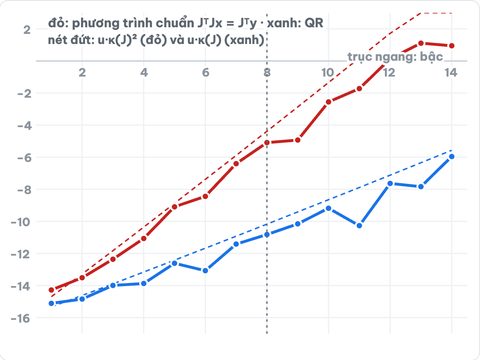 đỏ: phương trình chuẩn JᵀJx = Jᵀy · xanh: QR
nét đứt: u·κ(J)² (đỏ) và u·κ(J) (xanh)
2
trục ngang: bậc
2 4 6 8 10 12 14
−2
−4
−6
−8
−10
−12
−14
−16